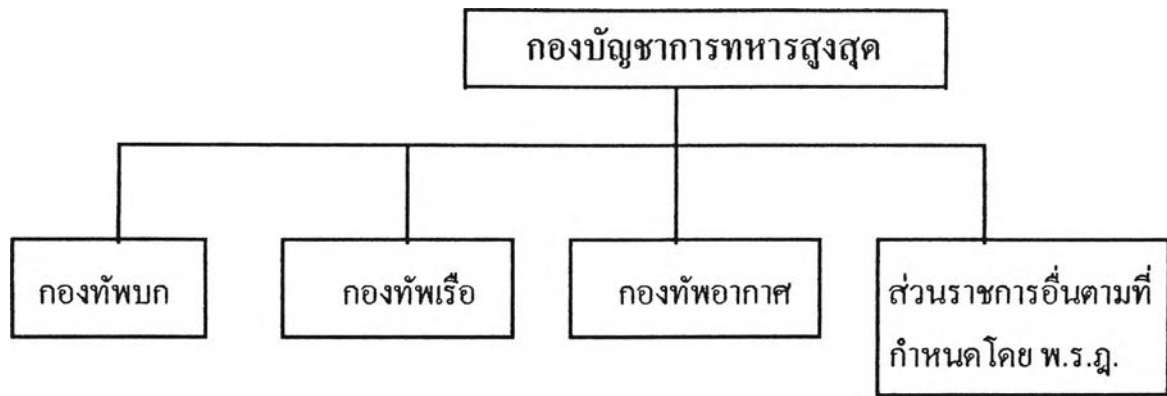 กองบัญชาการทหารสูงสุด
กองทัพบก
กองทัพเรือ
กองทัพอากาศ
ส่วนราชการอื่นตามที่
กำหนดโดย พ.ร.ฎ.